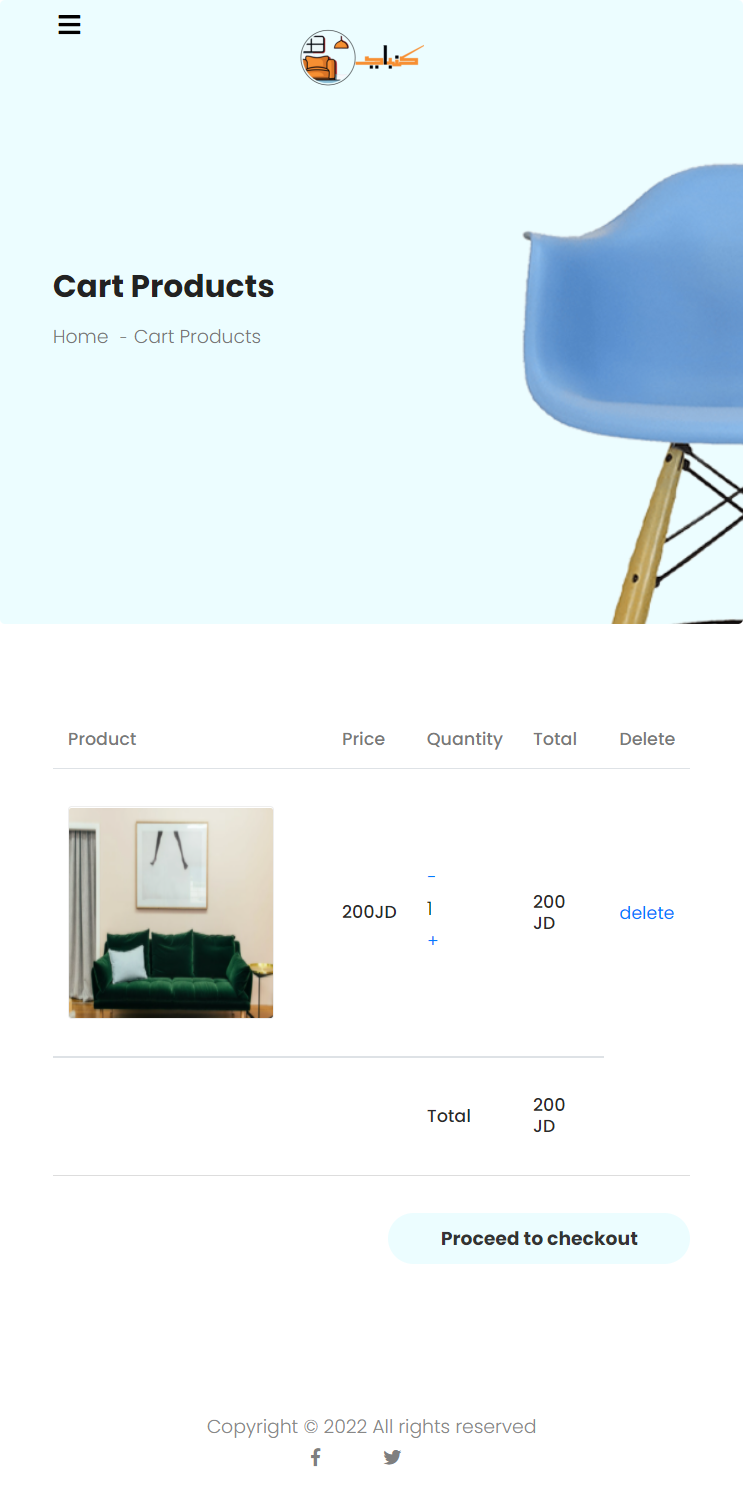 كنباية
Cart Products
Home - Cart Products
Product Price Quantity Total Delete
-
200JD 1 200 JD delete
+
Total 200 JD
Proceed to checkout
Copyright © 2022 All rights reserved